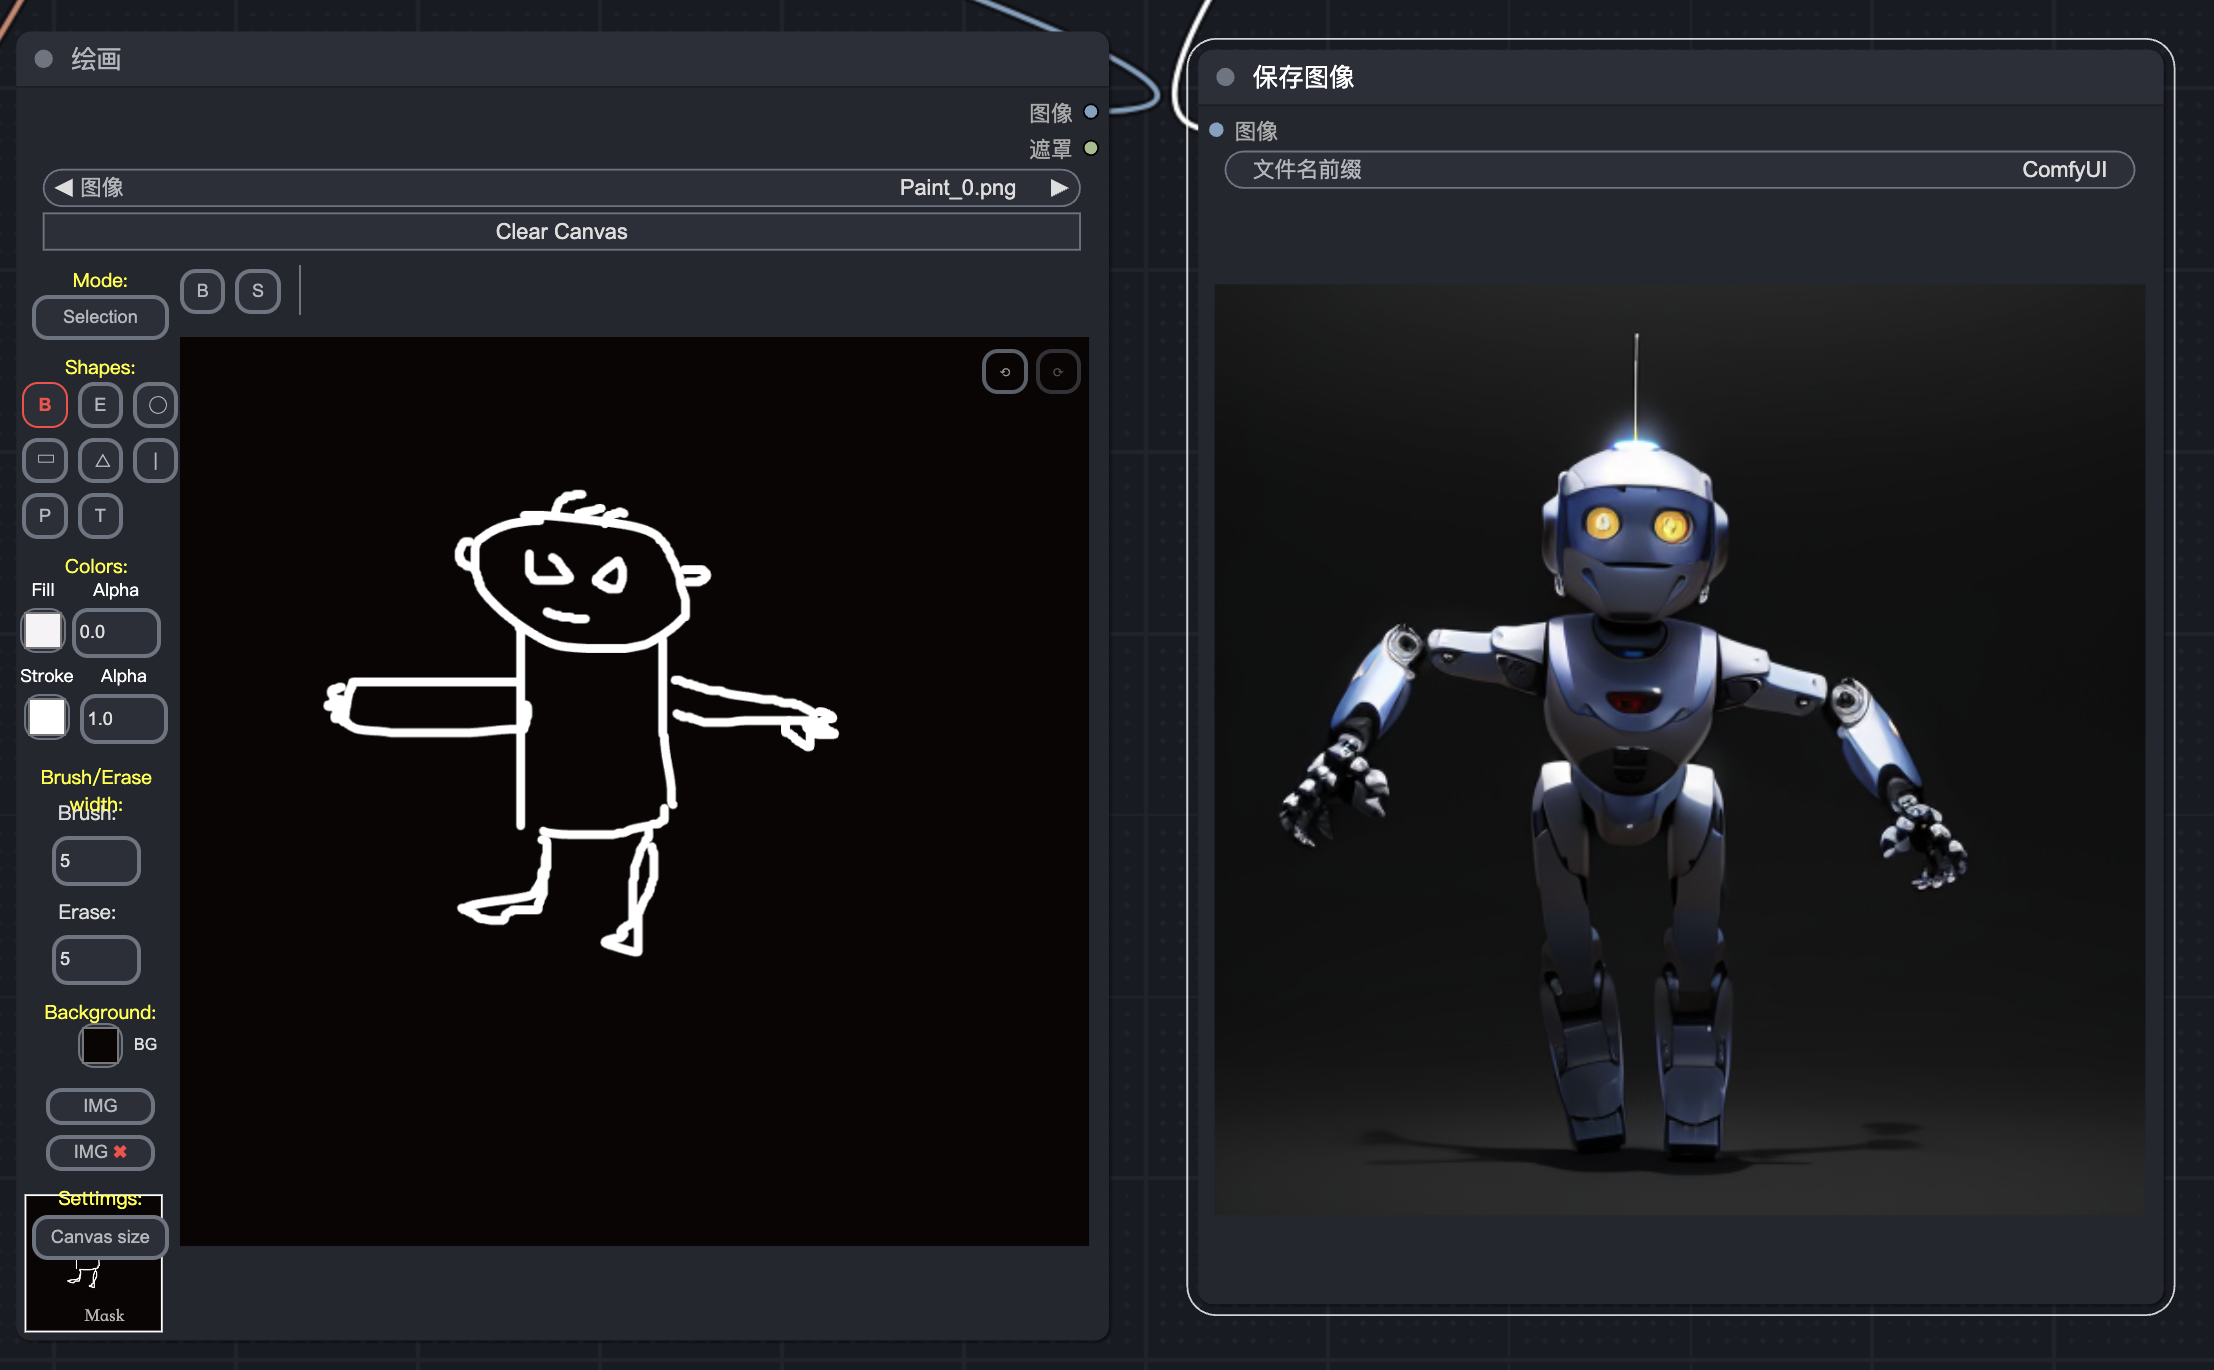 绘画
图像
遮罩
图像 Paint_0.png
Clear Canvas
Mode:
Selection
B S
Shapes:
B E
P T
Colors:
Fill Alpha
0.0
Stroke Alpha
1.0
Brush/Erase
width:
Brush:
5
Erase:
5
Background:
BG
IMG
IMG
Settimgs:
Canvas size
Mask
保存图像
图像
文件名前缀 ComfyUI